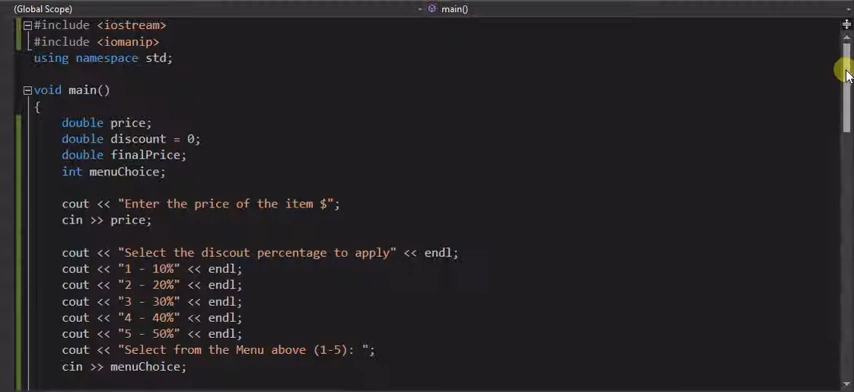 (Global Scope) main()
#include <iostream>
#include <iomanip>
using namespace std;
void main()
{
double price;
double discount = 0;
double finalPrice;
int menuChoice;
cout << "Enter the price of the item $";
cin >> price;
cout << "Select the discout percentage to apply" << endl;
cout << "1 - 10%" << endl;
cout << "2 - 20%" << endl;
cout << "3 - 30%" << endl;
cout << "4 - 40%" << endl;
cout << "5 - 50%" << endl;
cout << "Select from the Menu above (1-5): ";
cin >> menuChoice;